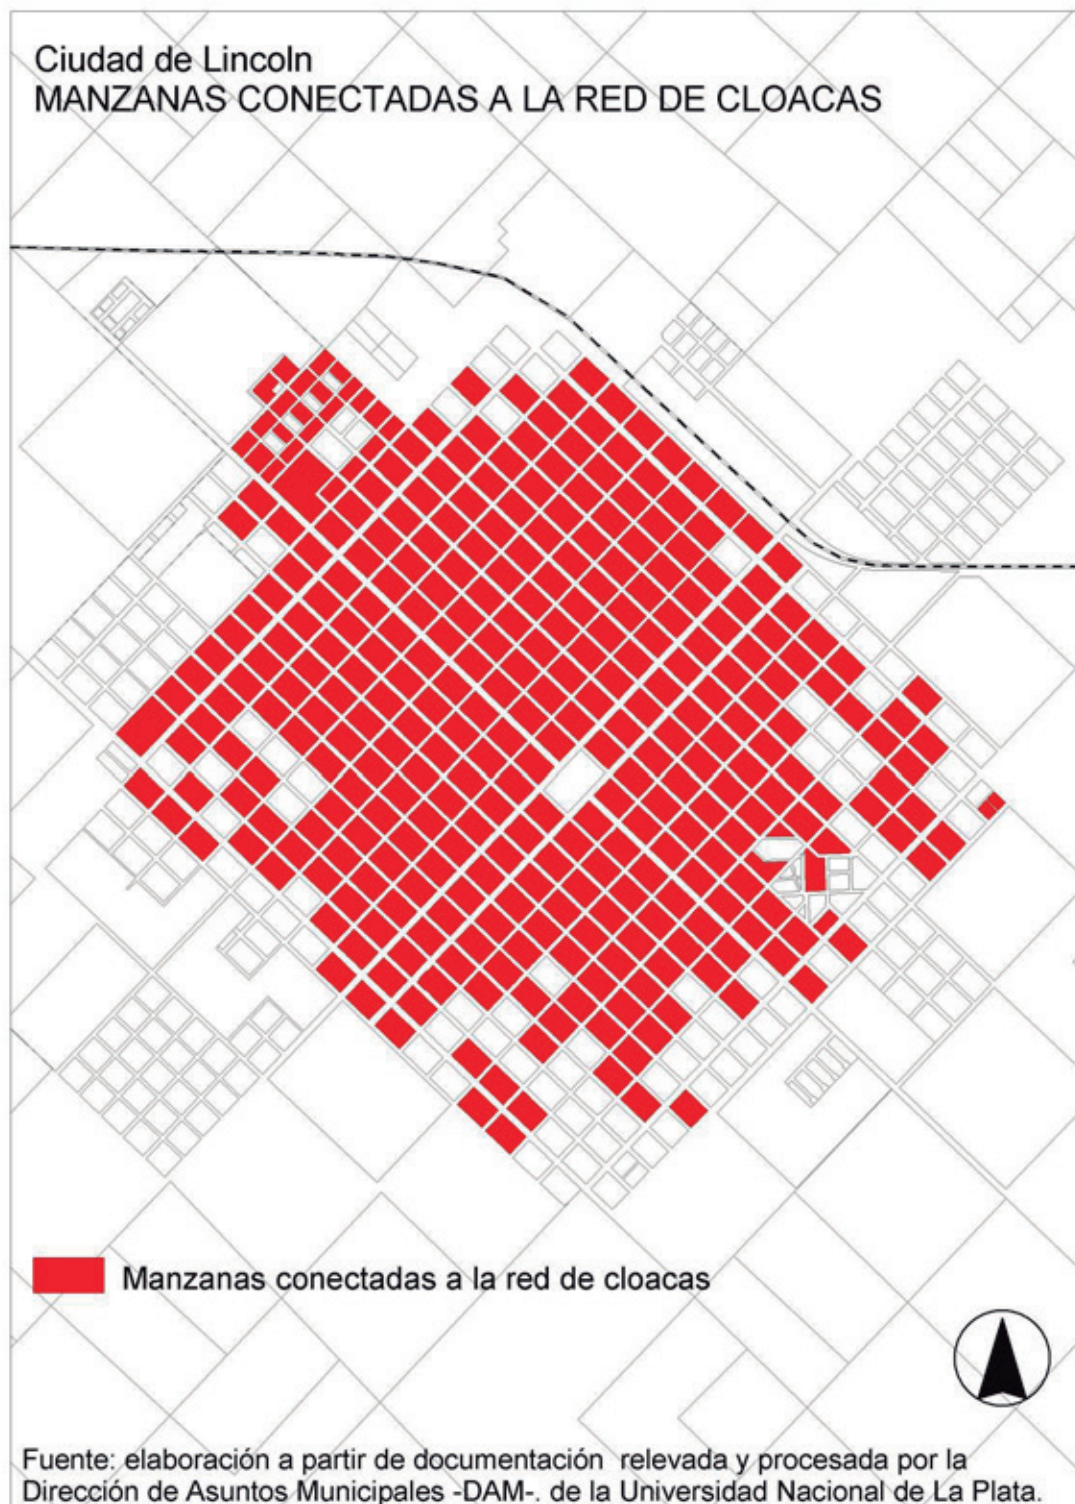 Ciudad de Lincoln
MANZANAS CONECTADAS A LA RED DE CLOACAS
Manzanas conectadas a la red de cloacas
Fuente: elaboración a partir de documentación relevada y procesada por la
Dirección de Asuntos Municipales -DAM-. de la Universidad Nacional de La Plata.